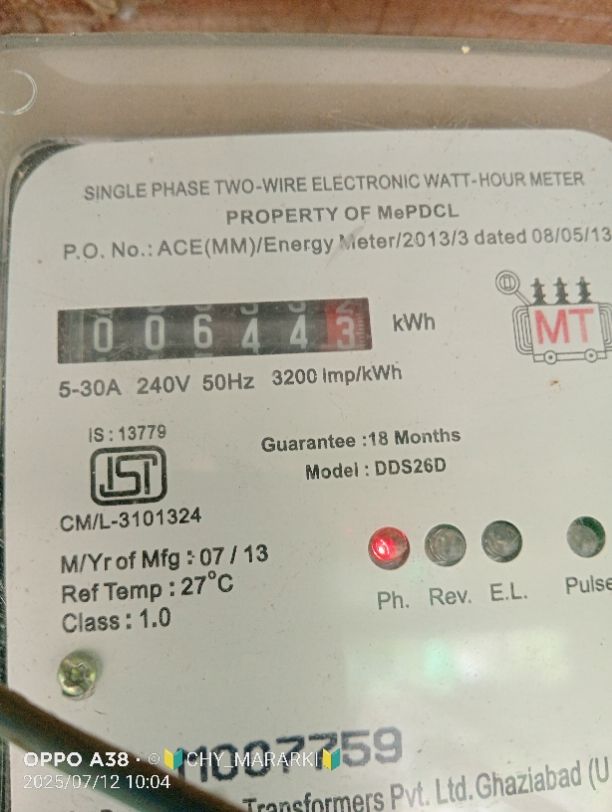 SINGLE PHASE TWO-WIRE ELECTRONIC WATT-HOUR METER
PROPERTY OF MePDCL
P.O. No.: ACE(MM)/Energy Meter/2013/3 dated 08/05/13
0 0 6 4 4 3 kWh
MT
5-30A 240V 50Hz 3200 Imp/kWh
IS : 13779
Guarantee :18 Months
ISI
Model : DDS26D
CM/L-3101324
M/Yr of Mfg : 07 / 13
Ref Temp : 27°C
Class : 1.0
Ph. Rev. E.L. Pulse
1007759
OPPO A38 · © 🔰CHY_MARARKI🔰
2025/07/12 10:04
Transformers Pvt. Ltd. Ghaziabad (U